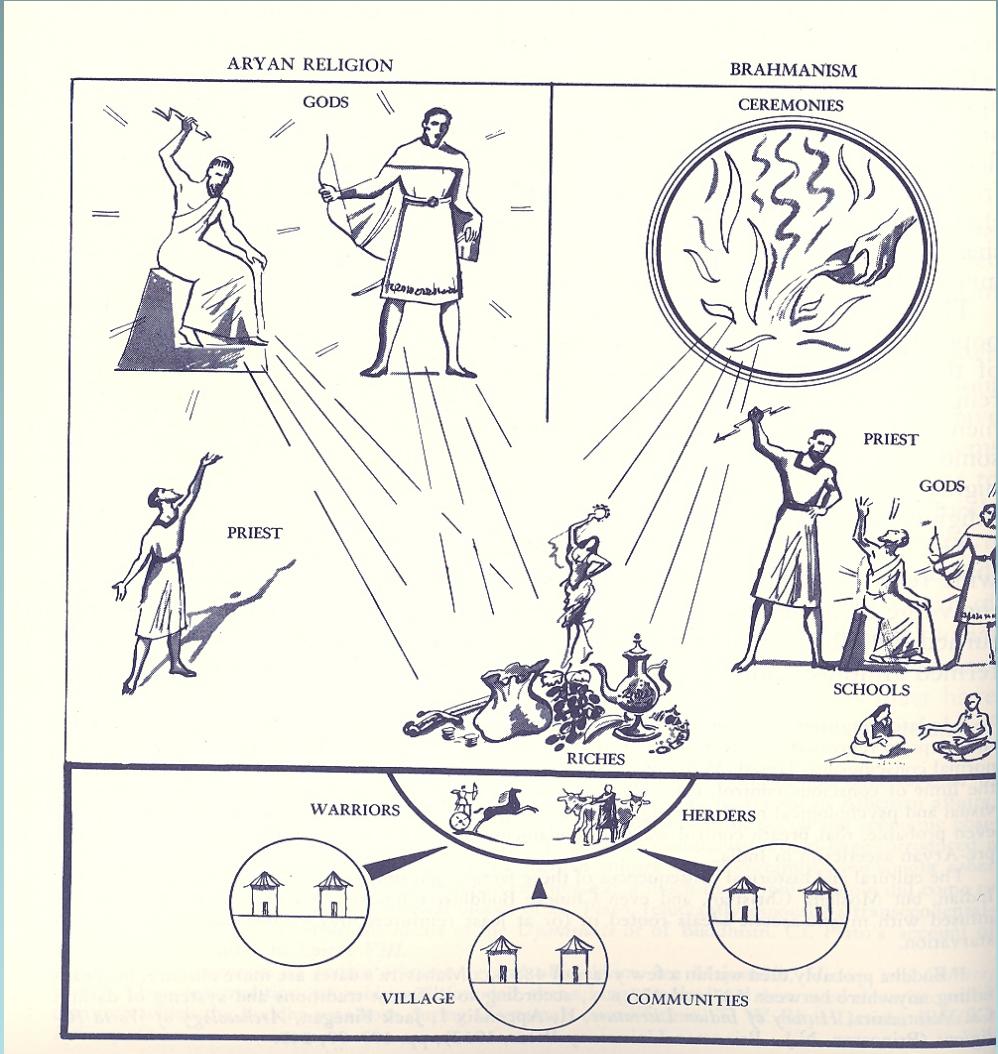 ARYAN RELIGION
BRAHMANISM
GODS
CEREMONIES
PRIEST
GODS
PRIEST
SCHOOLS
RICHES
WARRIORS
HERDERS
VILLAGE
COMMUNITIES